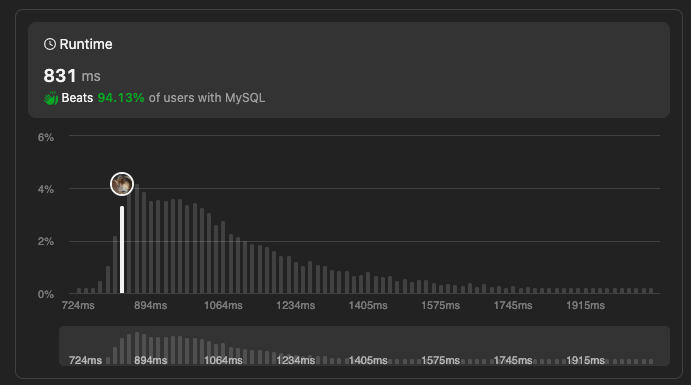 Runtime
831 ms
Beats 94.13% of users with MySQL
6%
4%
2%
0%
724ms 894ms 1064ms 1234ms 1405ms 1575ms 1745ms 1915ms
724ms 894ms 1064ms 1234ms 1405ms 1575ms 1745ms 1915ms